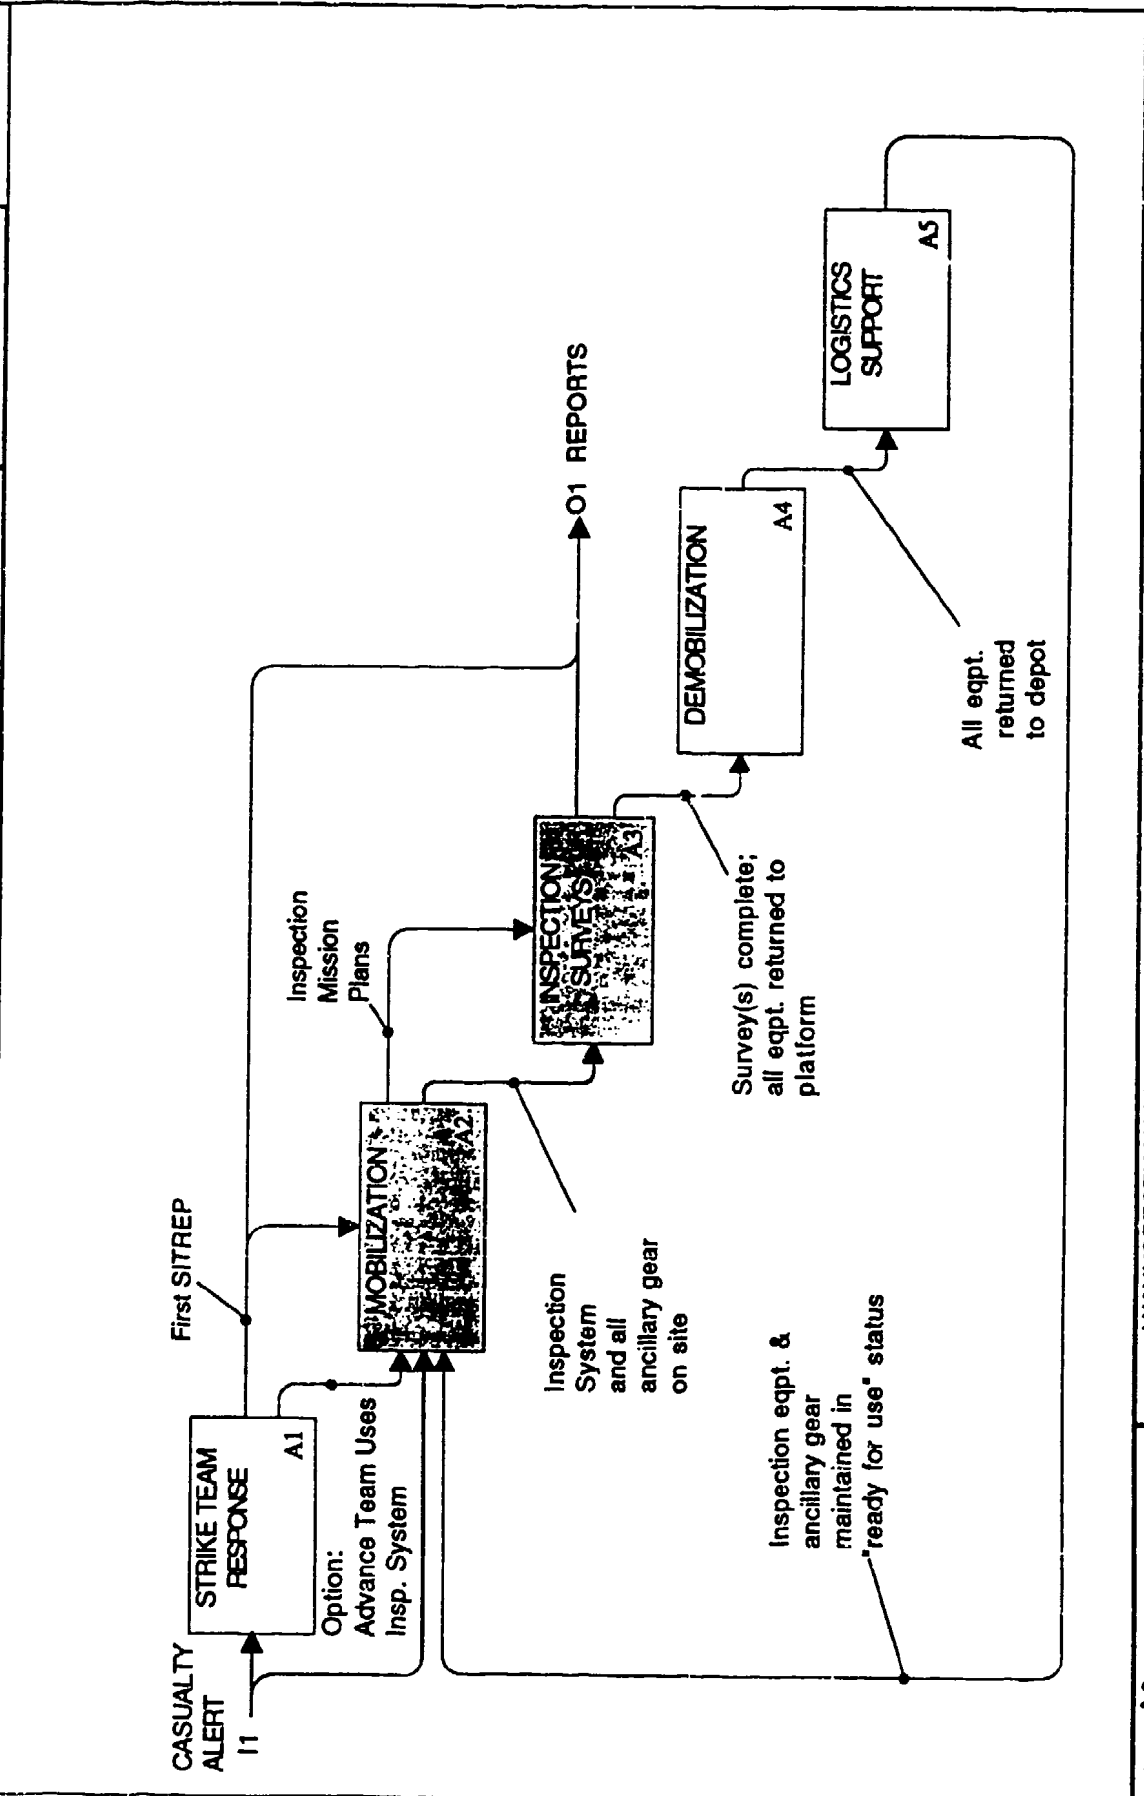 CASUALTY
ALERT
I1
STRIKE TEAM
RESPONSE
A1
First SITREP
Option:
Advance Team Uses
Insp. System
MOBILIZATION
A2
Inspection
Mission
Plans
Inspection
System
and all
ancillary gear
on site
INSPECTION
SURVEYS
A3
O1 REPORTS
Survey(s) complete;
all eqpt. returned to
platform
DEMOBILIZATION
A4
All eqpt.
returned
to depot
LOGISTICS
SUPPORT
A5
Inspection eqpt. &
ancillary gear
maintained in
"ready for use" status